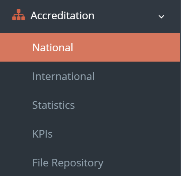 Accreditation
National
International
Statistics
KPIs
File Repository